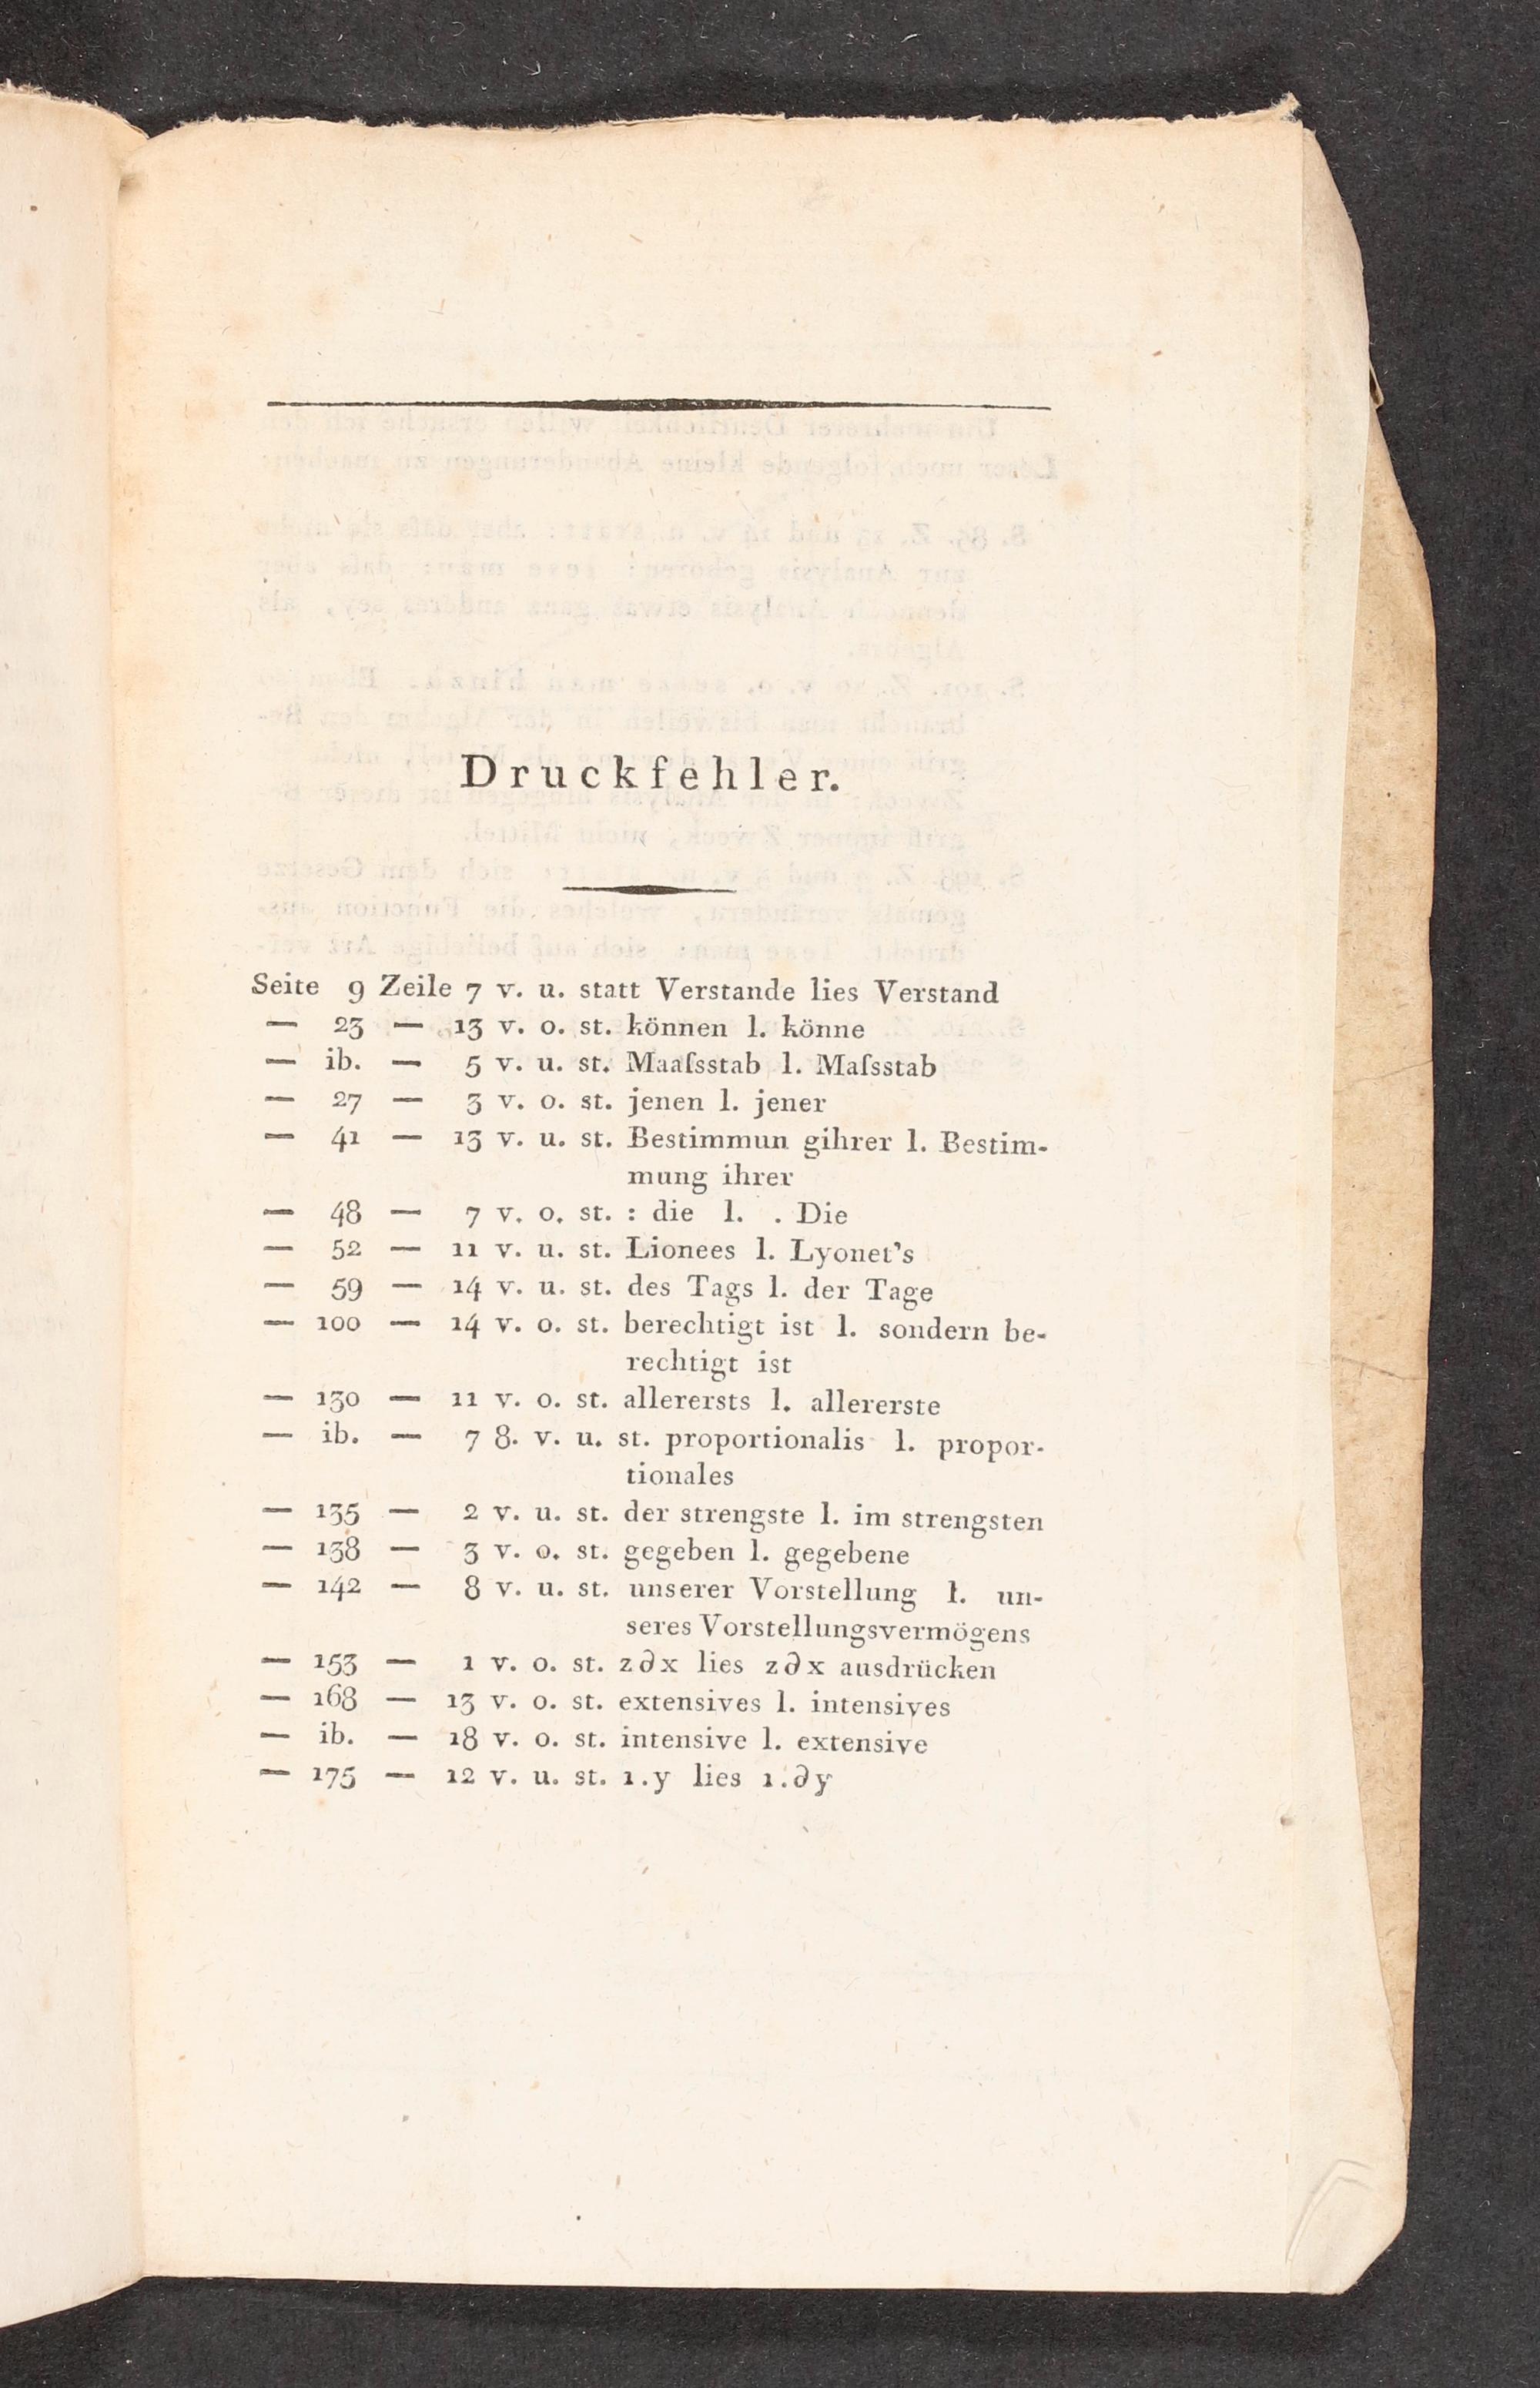 Druckfehler.
Seite 9 Zeile 7 v. u. statt Verstande lies Verstand
— 23 — 13 v. o. st. können l. könne
— ib. — 5 v. u. st. Maaſsstab l. Maſsstab
— 27 — 3 v. o. st. jenen l. jener
— 41 — 13 v. u. st. Bestimmun gihrer l. Bestim-
mung ihrer
— 48 — 7 v. o. st. : die l. . Die
— 52 — 11 v. u. st. Lionees l. Lyonet's
— 59 — 14 v. u. st. des Tags l. der Tage
— 100 — 14 v. o. st. berechtigt ist l. sondern be-
rechtigt ist
— 130 — 11 v. o. st. allerersts l. allererste
— ib. — 7 8. v. u. st. proportionalis l. propor-
tionales
— 135 — 2 v. u. st. der strengste l. im strengsten
— 138 — 3 v. o. st. gegeben l. gegebene
— 142 — 8 v. u. st. unserer Vorstellung l. un-
seres Vorstellungsvermögens
— 153 — 1 v. o. st. z∂x lies z∂x ausdrücken
— 168 — 13 v. o. st. extensives l. intensives
— ib. — 18 v. o. st. intensive l. extensive
— 175 — 12 v. u. st. 1.y lies 1.∂y